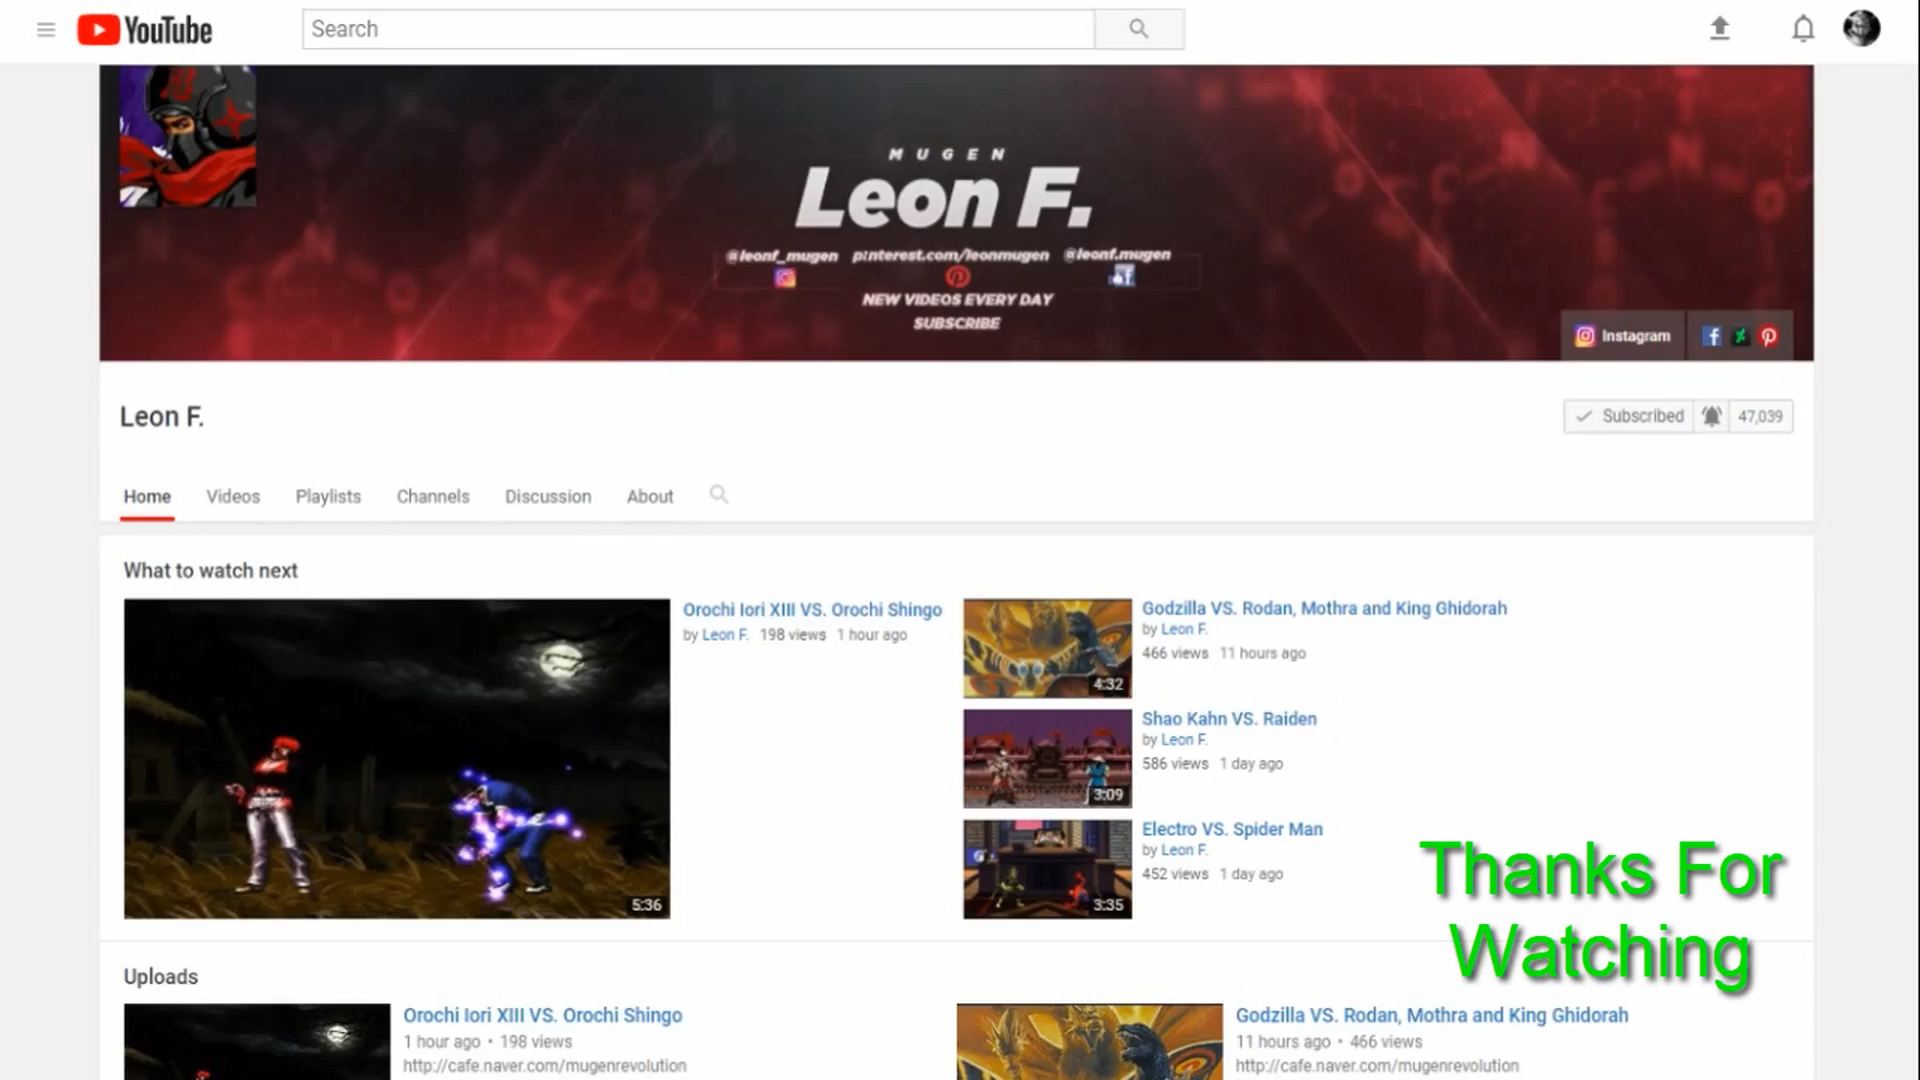 YouTube
Search
MUGEN
Leon F.
@leonf_mugen pinterest.com/leonmugen @leonf.mugen
NEW VIDEOS EVERY DAY
SUBSCRIBE
Instagram
Leon F.
Subscribed 47,039
Home Videos Playlists Channels Discussion About
What to watch next
Orochi Iori XIII VS. Orochi Shingo
by Leon F. 198 views 1 hour ago
5:36
Godzilla VS. Rodan, Mothra and King Ghidorah
by Leon F.
466 views 11 hours ago
4:32
Shao Kahn VS. Raiden
by Leon F.
586 views 1 day ago
3:09
Electro VS. Spider Man
by Leon F.
452 views 1 day ago
3:35
Thanks For
Watching
Uploads
Orochi Iori XIII VS. Orochi Shingo
1 hour ago • 198 views
http://cafe.naver.com/mugenrevolution
Godzilla VS. Rodan, Mothra and King Ghidorah
11 hours ago • 466 views
http://cafe.naver.com/mugenrevolution